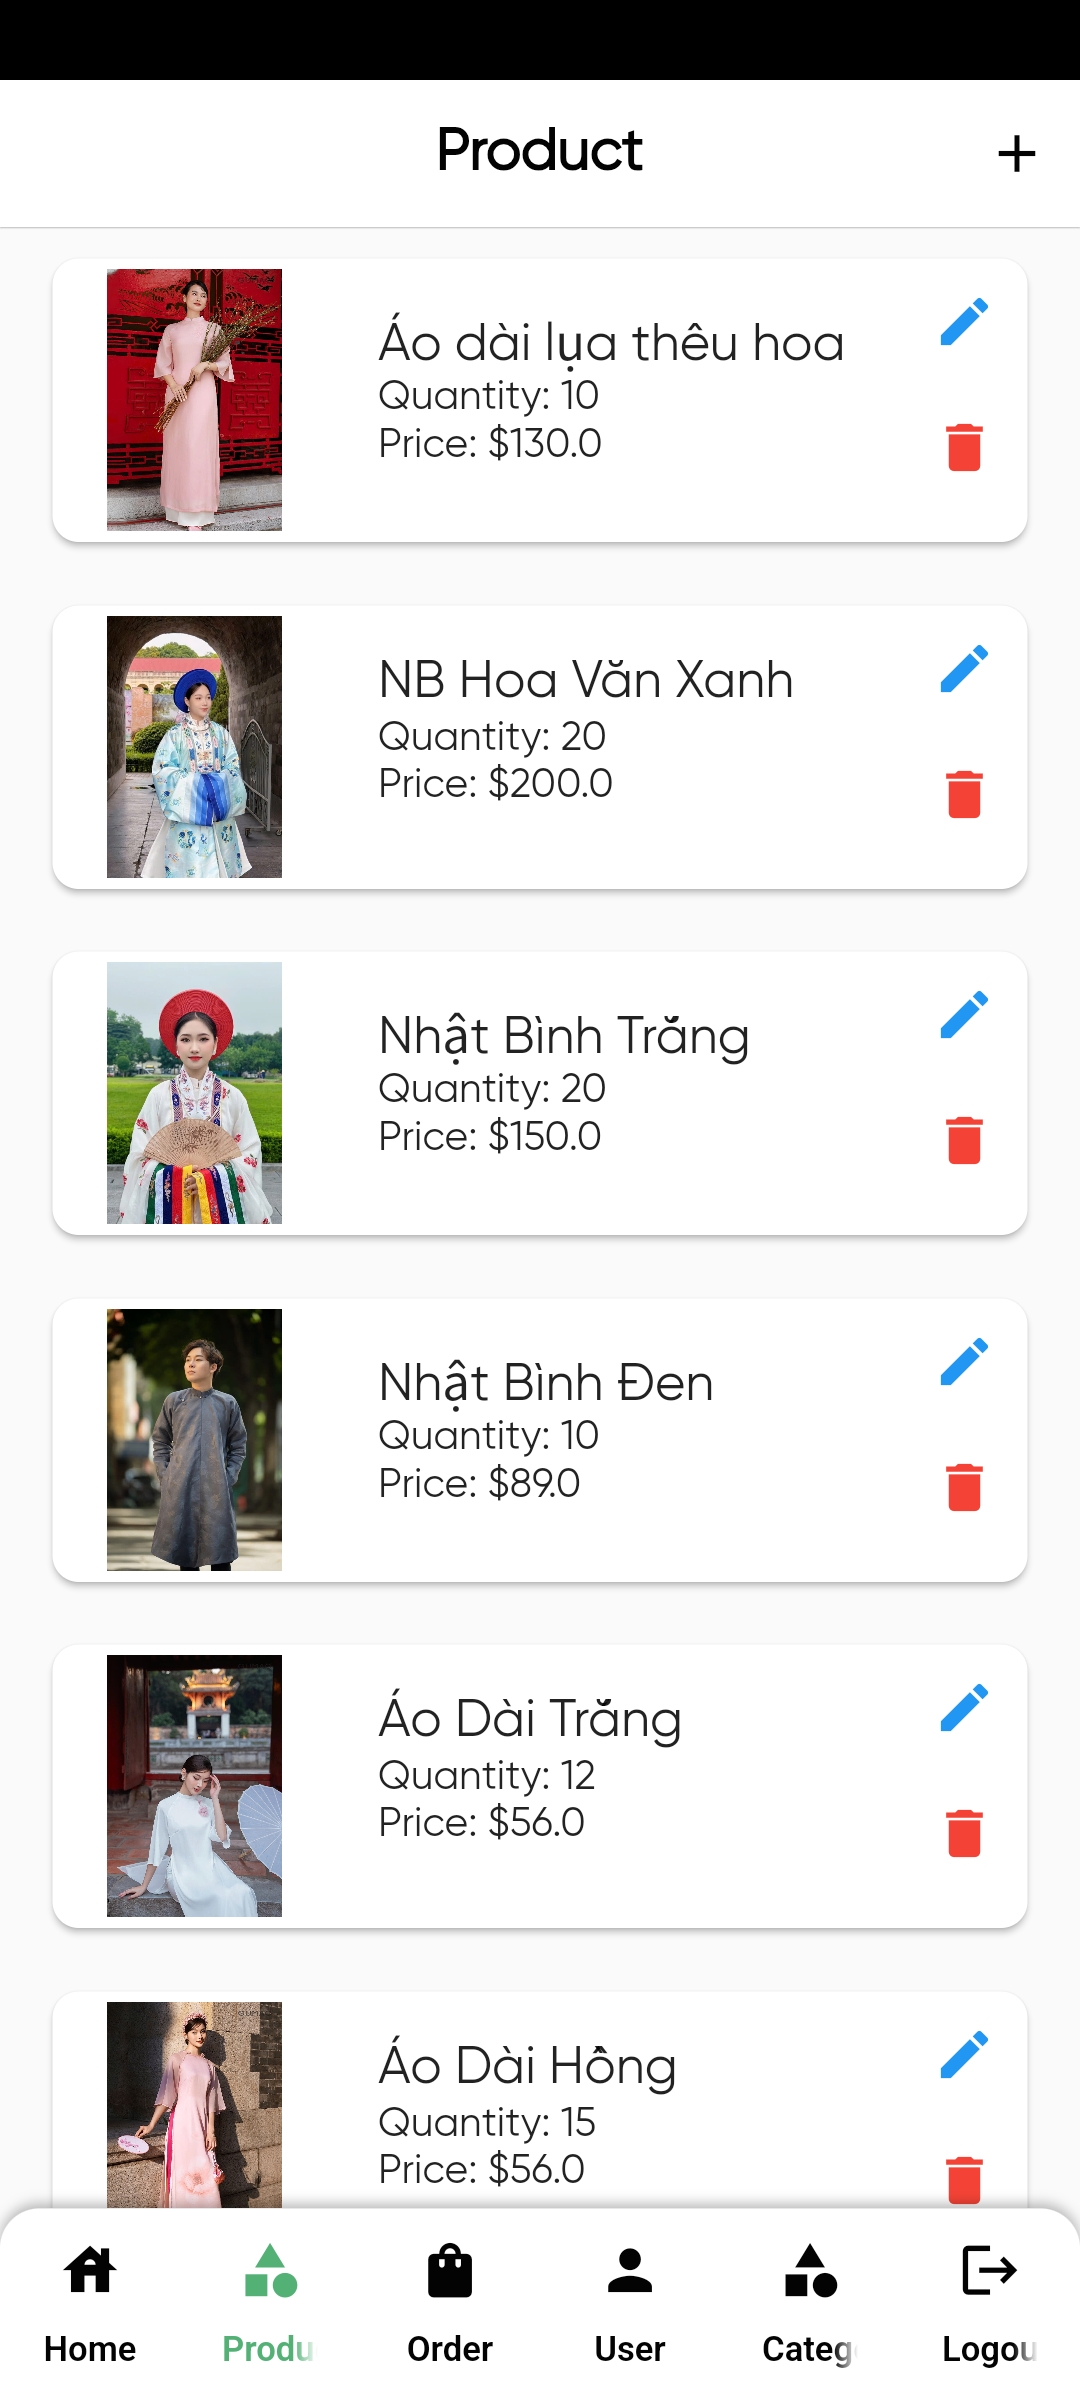 Product
Áo dài lụa thêu hoa
Quantity: 10
Price: $130.0
NB Hoa Văn Xanh
Quantity: 20
Price: $200.0
Nhật Bình Trắng
Quantity: 20
Price: $150.0
Nhật Bình Đen
Quantity: 10
Price: $89.0
Áo Dài Trắng
Quantity: 12
Price: $56.0
Áo Dài Hồng
Quantity: 15
Price: $56.0
Home Produ Order User Categ Logou